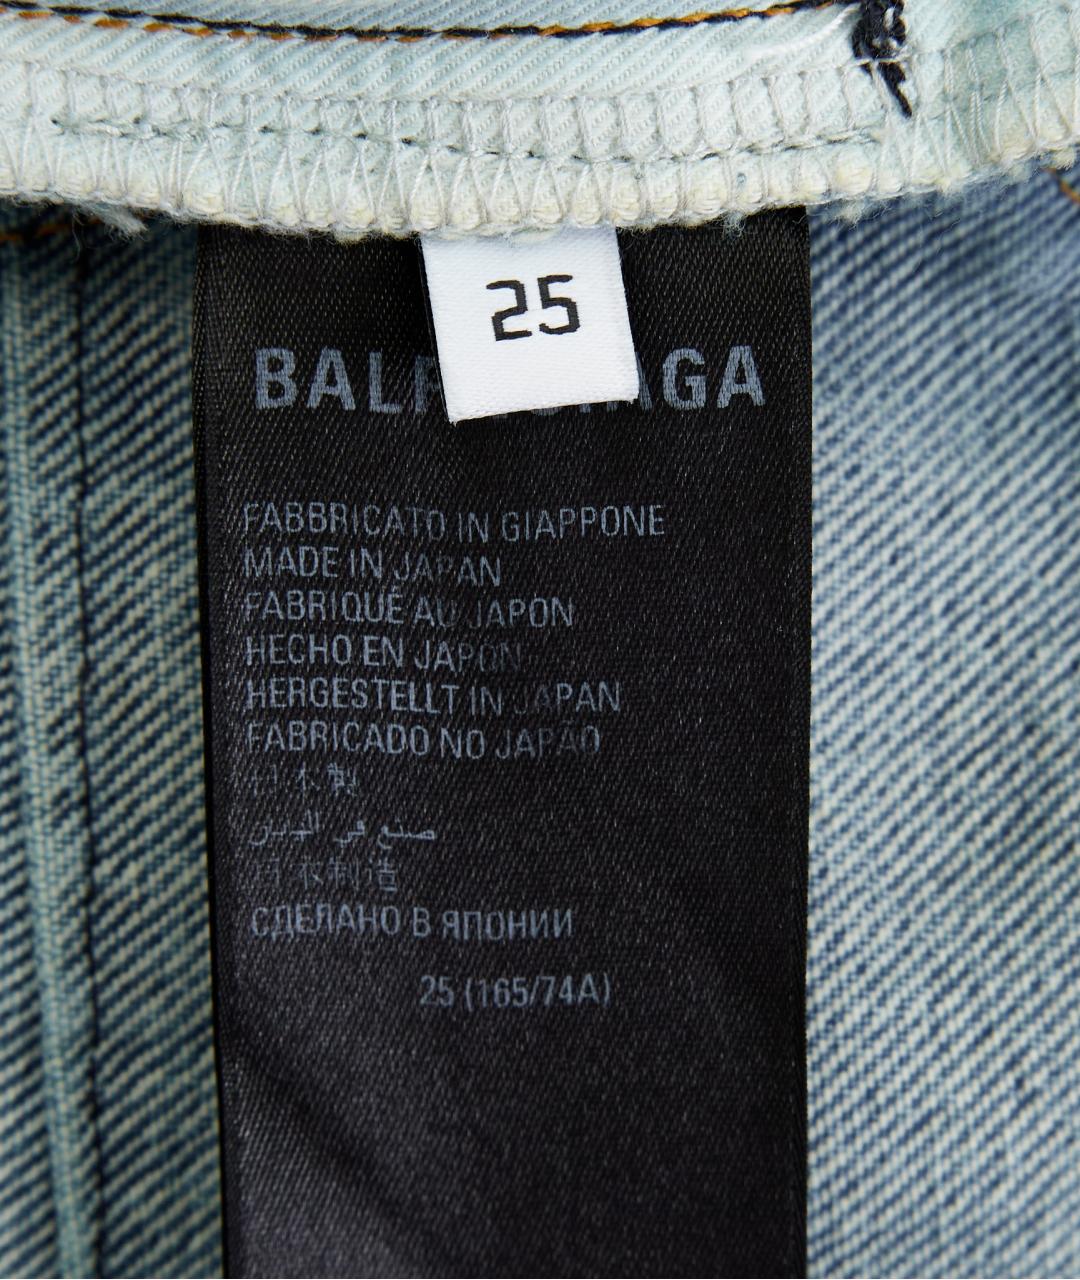 25
BALENCIAGA
FABBRICATO IN GIAPPONE
MADE IN JAPAN
FABRIQUÉ AU JAPON
HECHO EN JAPON
HERGESTELLT IN JAPAN
FABRICADO NO JAPÃO
日本製
صنع في اليابان
日本制造
СДЕЛАНО В ЯПОНИИ
25 (165/74A)